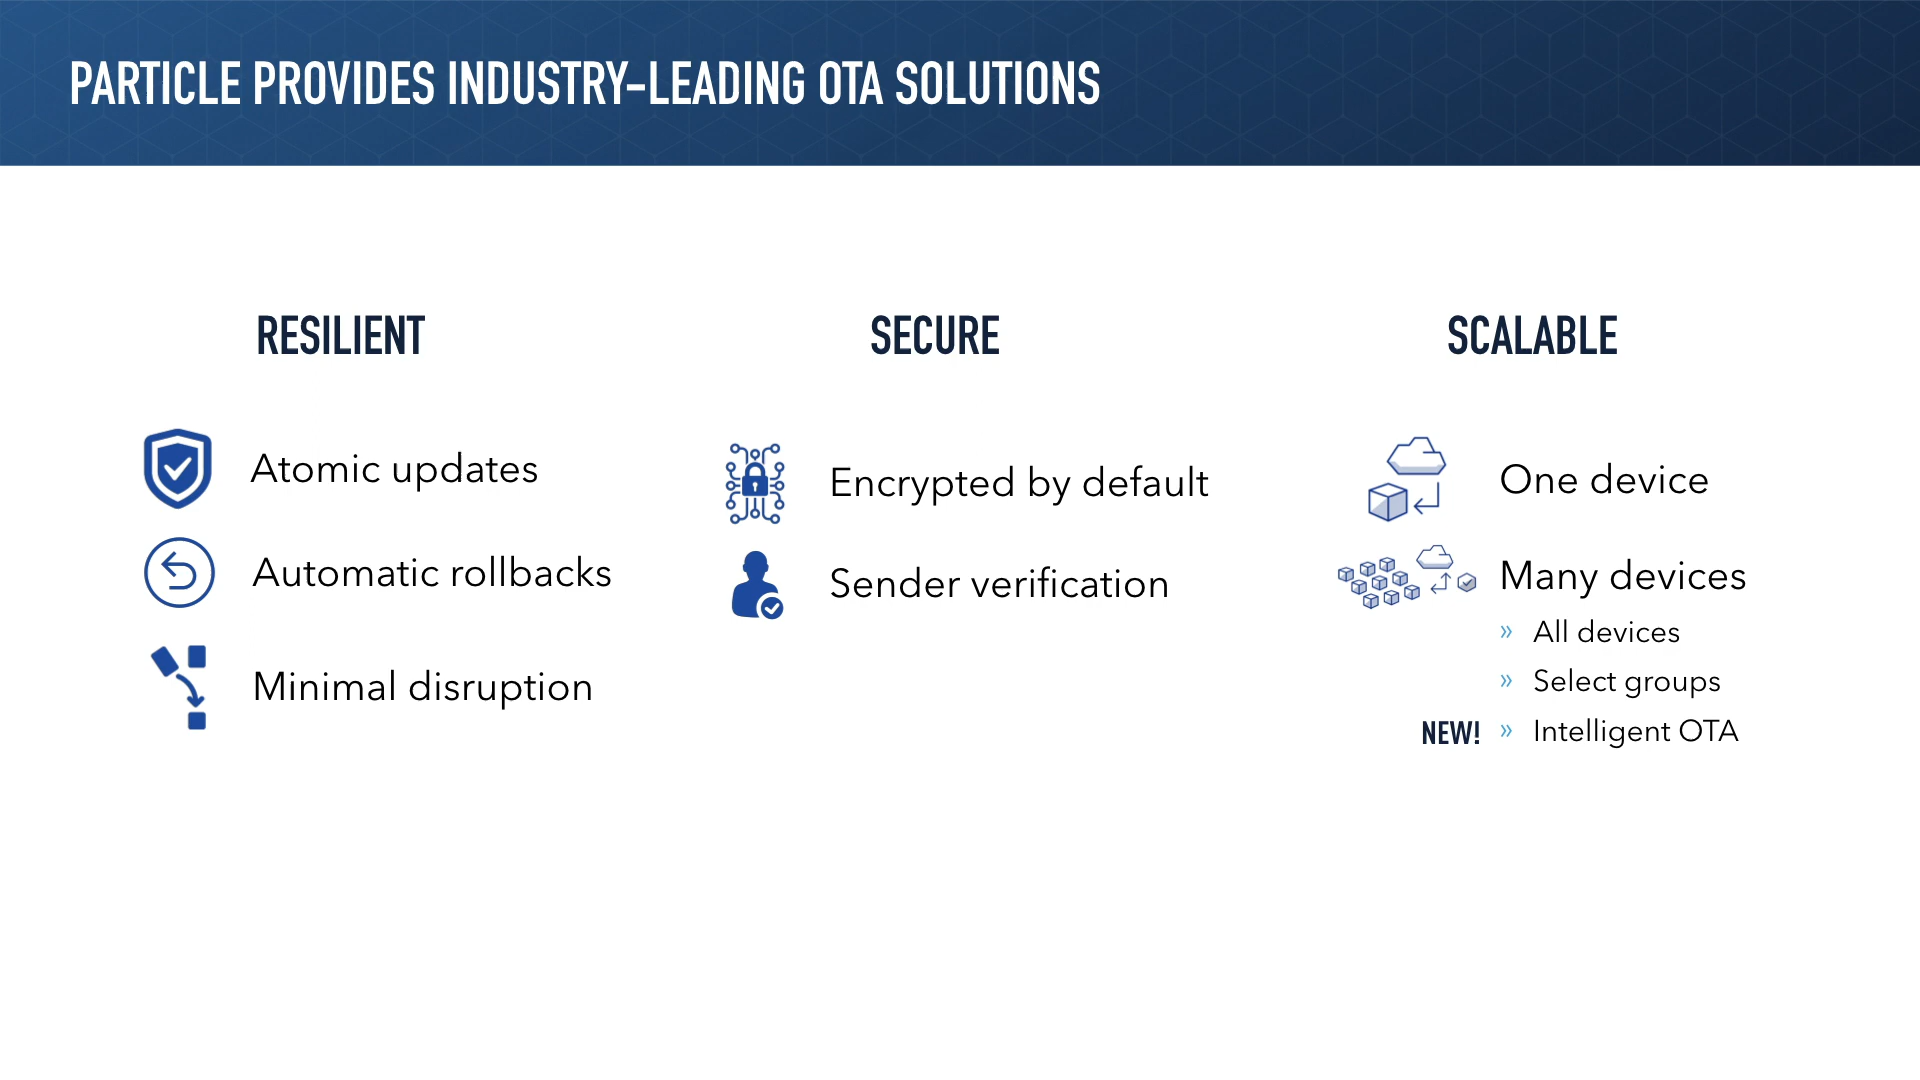 PARTICLE PROVIDES INDUSTRY-LEADING OTA SOLUTIONS
RESILIENT
Atomic updates
Automatic rollbacks
Minimal disruption
SECURE
Encrypted by default
Sender verification
SCALABLE
One device
Many devices
» All devices
» Select groups
NEW! » Intelligent OTA